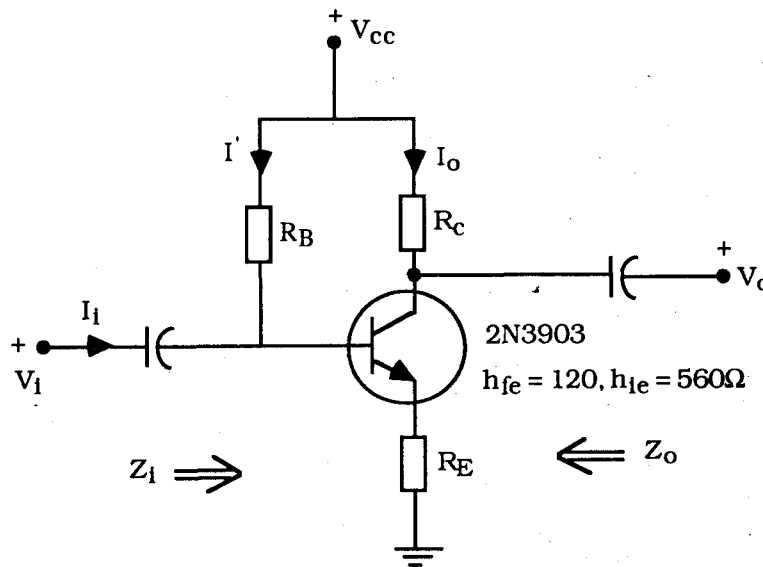 +
Vcc
I'
Io
RB
Rc
+
Vo
Ii
+
Vi
2N3903
hfe = 120, hie = 560Ω
Zi
RE
Zo